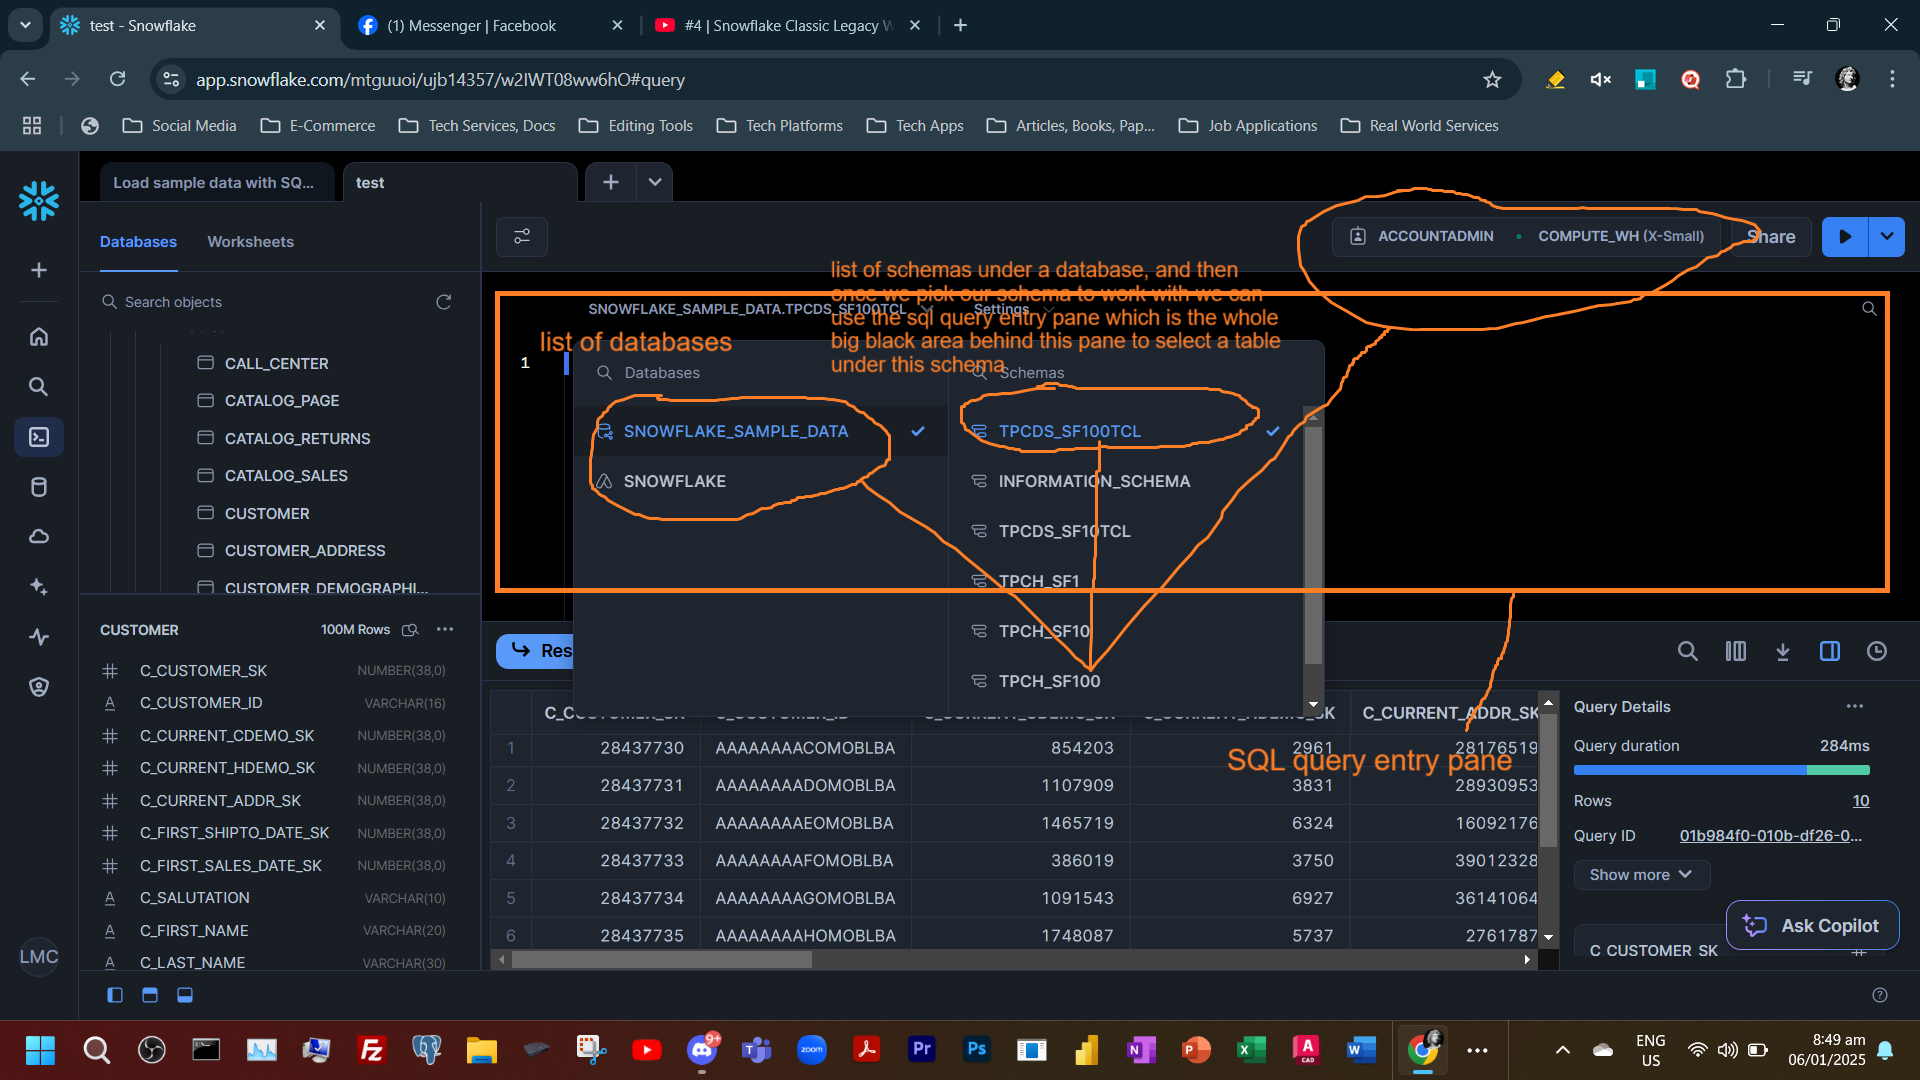 test - Snowflake
(1) Messenger | Facebook
#4 | Snowflake Classic Legacy W
app.snowflake.com/mtguuoi/ujb14357/w2IWT08ww6hO#query
Social Media
E-Commerce
Tech Services, Docs
Editing Tools
Tech Platforms
Tech Apps
Articles, Books, Pap...
Job Applications
Real World Services
Load sample data with SQ...
test
Databases
Worksheets
ACCOUNTADMIN
COMPUTE_WH (X-Small)
Share
Search objects
CALL_CENTER
CATALOG_PAGE
CATALOG_RETURNS
CATALOG_SALES
CUSTOMER
CUSTOMER_ADDRESS
CUSTOMER_DEMOGRAPHI...
SNOWFLAKE_SAMPLE_DATA.TPCDS_SF100TCL
Settings
list of schemas under a database, and then
once we pick our schema to work with we can
use the sql query entry pane which is the whole
big black area behind this pane to select a table
under this schema
list of databases
1
Databases
Schemas
SNOWFLAKE_SAMPLE_DATA
SNOWFLAKE
TPCDS_SF100TCL
INFORMATION_SCHEMA
TPCDS_SF10TCL
TPCH_SF1
TPCH_SF10
TPCH_SF100
CUSTOMER
100M Rows
C_CUSTOMER_SK NUMBER(38,0)
C_CUSTOMER_ID VARCHAR(16)
C_CURRENT_CDEMO_SK NUMBER(38,0)
C_CURRENT_HDEMO_SK NUMBER(38,0)
C_CURRENT_ADDR_SK NUMBER(38,0)
C_FIRST_SHIPTO_DATE_SK NUMBER(38,0)
C_FIRST_SALES_DATE_SK NUMBER(38,0)
C_SALUTATION VARCHAR(10)
C_FIRST_NAME VARCHAR(20)
C_LAST_NAME VARCHAR(30)
LMC
Res
C_CURRENT_ADDR_SK
1 28437730 AAAAAAAACOMOBLBA 854203 2961 28176519
2 28437731 AAAAAAAADOMOBLBA 1107909 3831 28930953
3 28437732 AAAAAAAAEOMOBLBA 1465719 6324 16092176
4 28437733 AAAAAAAAFOMOBLBA 386019 3750 39012328
5 28437734 AAAAAAAAGOMOBLBA 1091543 6927 36141064
6 28437735 AAAAAAAAHOMOBLBA 1748087 5737 2761787
SQL query entry pane
Query Details
Query duration 284ms
Rows 10
Query ID 01b984f0-010b-df26-0...
Show more
Ask Copilot
C_CUSTOMER_SK
9+
zoom
Pr
Ps
ENG
US
8:49 am
06/01/2025